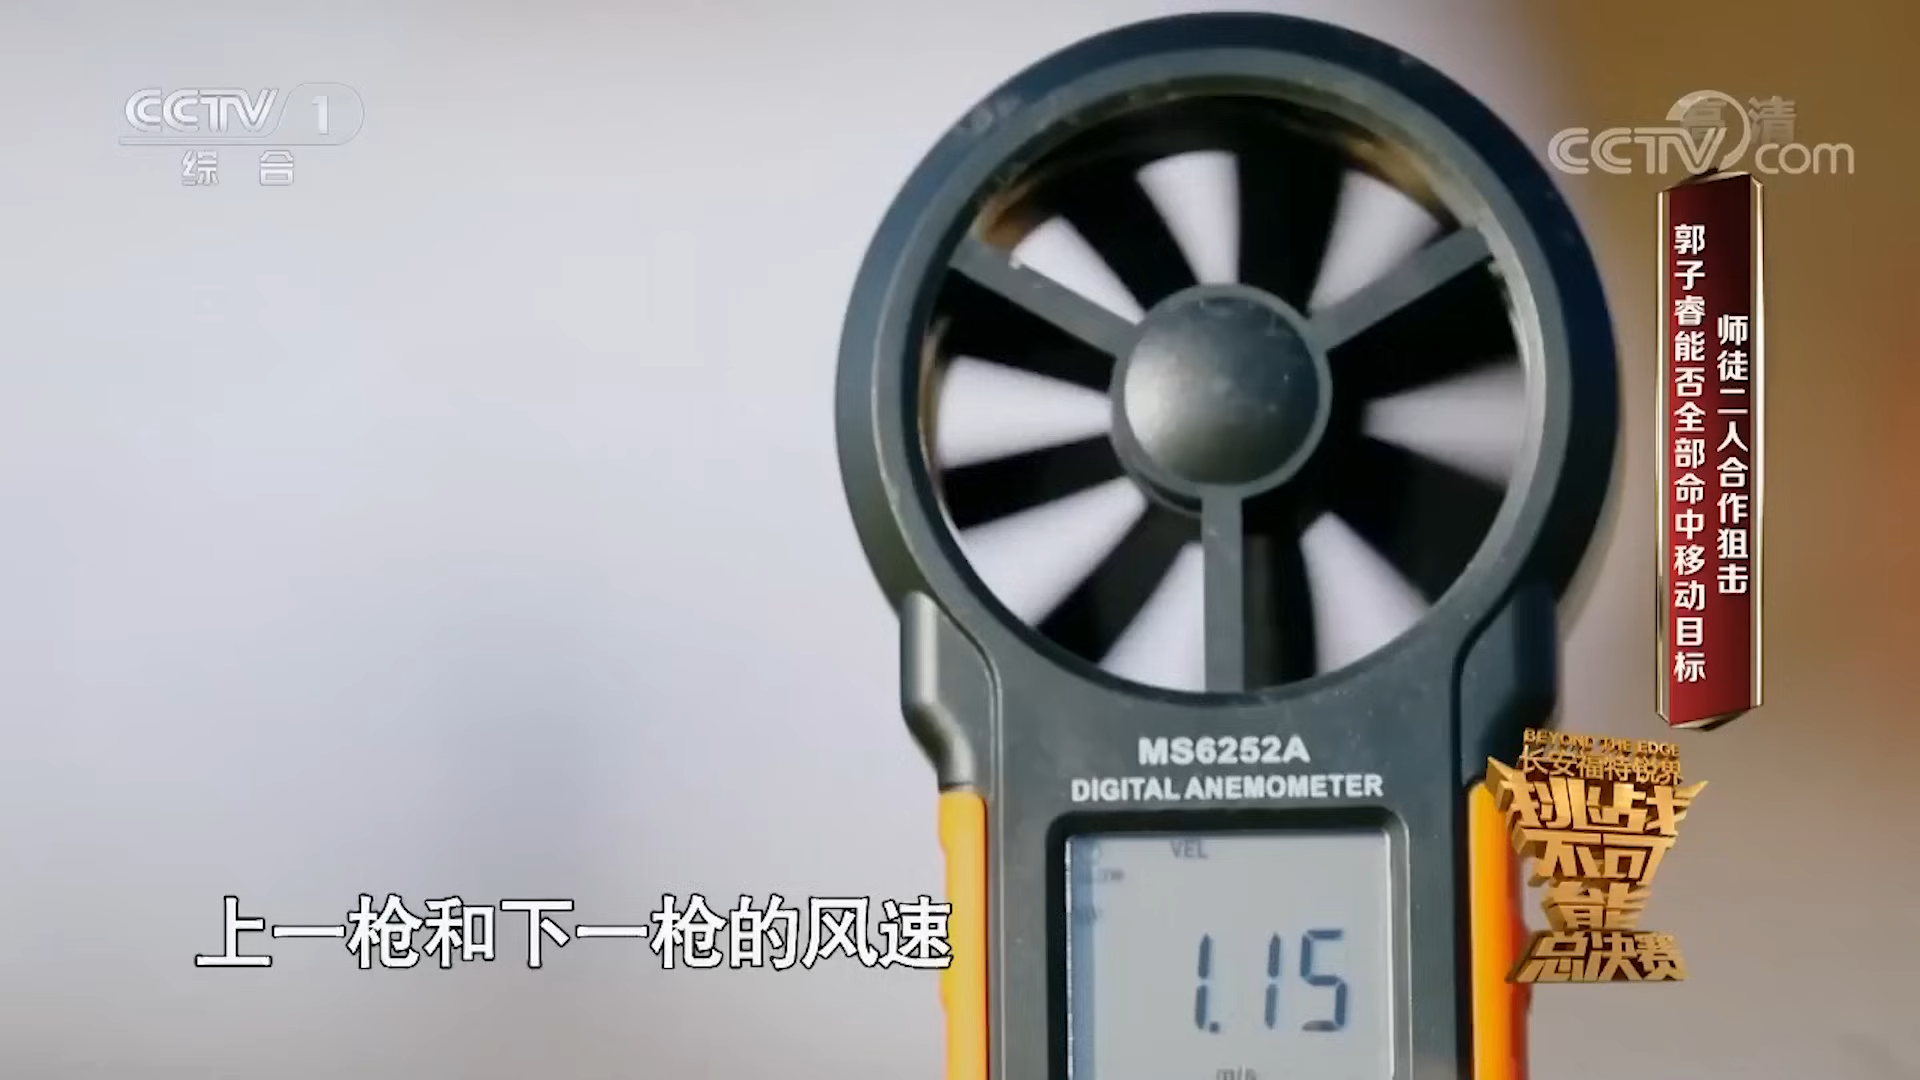 CCTV 1
综合
高清
CCTV com
师徒二人合作狙击
郭子睿能否全部命中移动目标
MS6252A
DIGITAL ANEMOMETER
VEL
1.15
m/s
BEYOND THE EDGE
长安福特锐界
挑战
不可
能
总决赛
上一枪和下一枪的风速